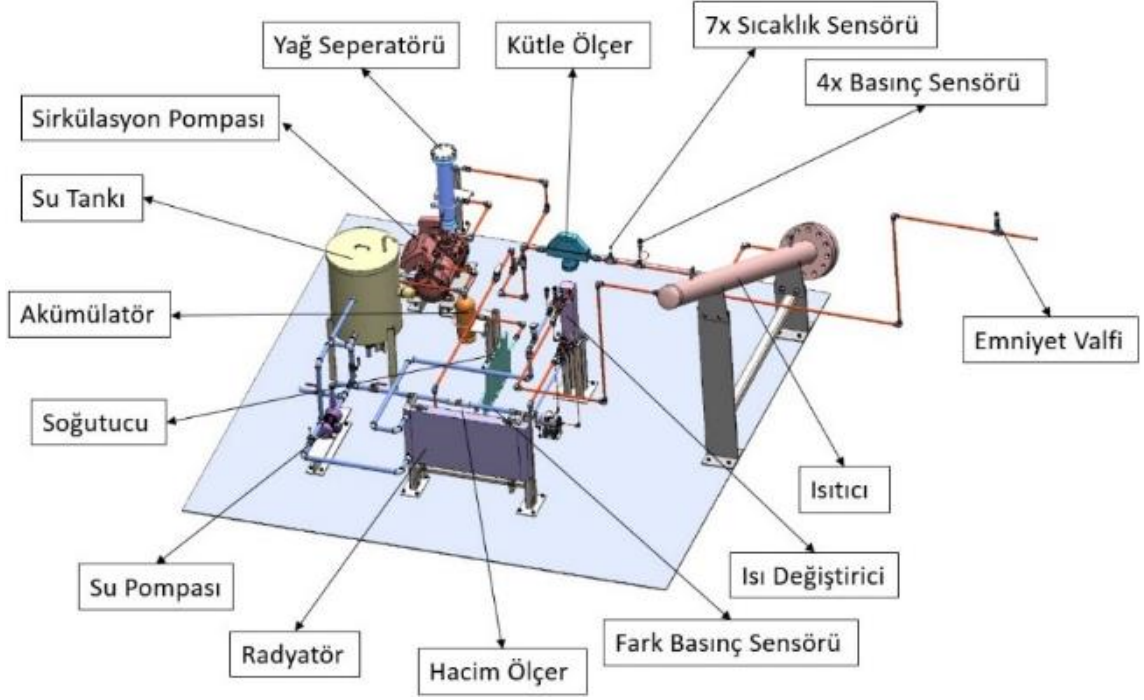 7x Sıcaklık Sensörü
Yağ Seperatörü
Kütle Ölçer
4x Basınç Sensörü
Sirkülasyon Pompası
Su Tankı
Akümülatör
Emniyet Valfi
Soğutucu
Isıtıcı
Isı Değiştirici
Su Pompası
Fark Basınç Sensörü
Radyatör
Hacim Ölçer